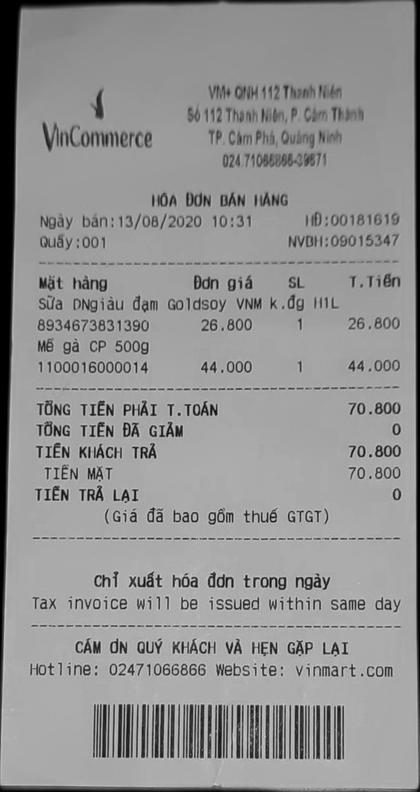 VinCommerce
VM+ QNH 112 Thanh Niên
Số 112 Thanh Niên, P. Cẩm Thành
TP. Cẩm Phả, Quảng Ninh
024.71066866-39671
HÓA ĐƠN BÁN HÀNG
Ngày bán:13/08/2020 10:31 HĐ:00181619
Quầy:001 NVBH:09015347
Mặt hàng Đơn giá SL T.Tiền
Sữa DNgiàu đạm Goldsoy VNM k.đg H1L
8934673831390 26.800 1 26.800
Mề gà CP 500g
1100016000014 44.000 1 44.000
TỔNG TIỀN PHẢI T.TOÁN 70.800
TỔNG TIỀN ĐÃ GIẢM 0
TIỀN KHÁCH TRẢ 70.800
TIỀN MẶT 70.800
TIỀN TRẢ LẠI 0
(Giá đã bao gồm thuế GTGT)
Chỉ xuất hóa đơn trong ngày
Tax invoice will be issued within same day
CẢM ƠN QUÝ KHÁCH VÀ HẸN GẶP LẠI
Hotline: 02471066866 Website: vinmart.com